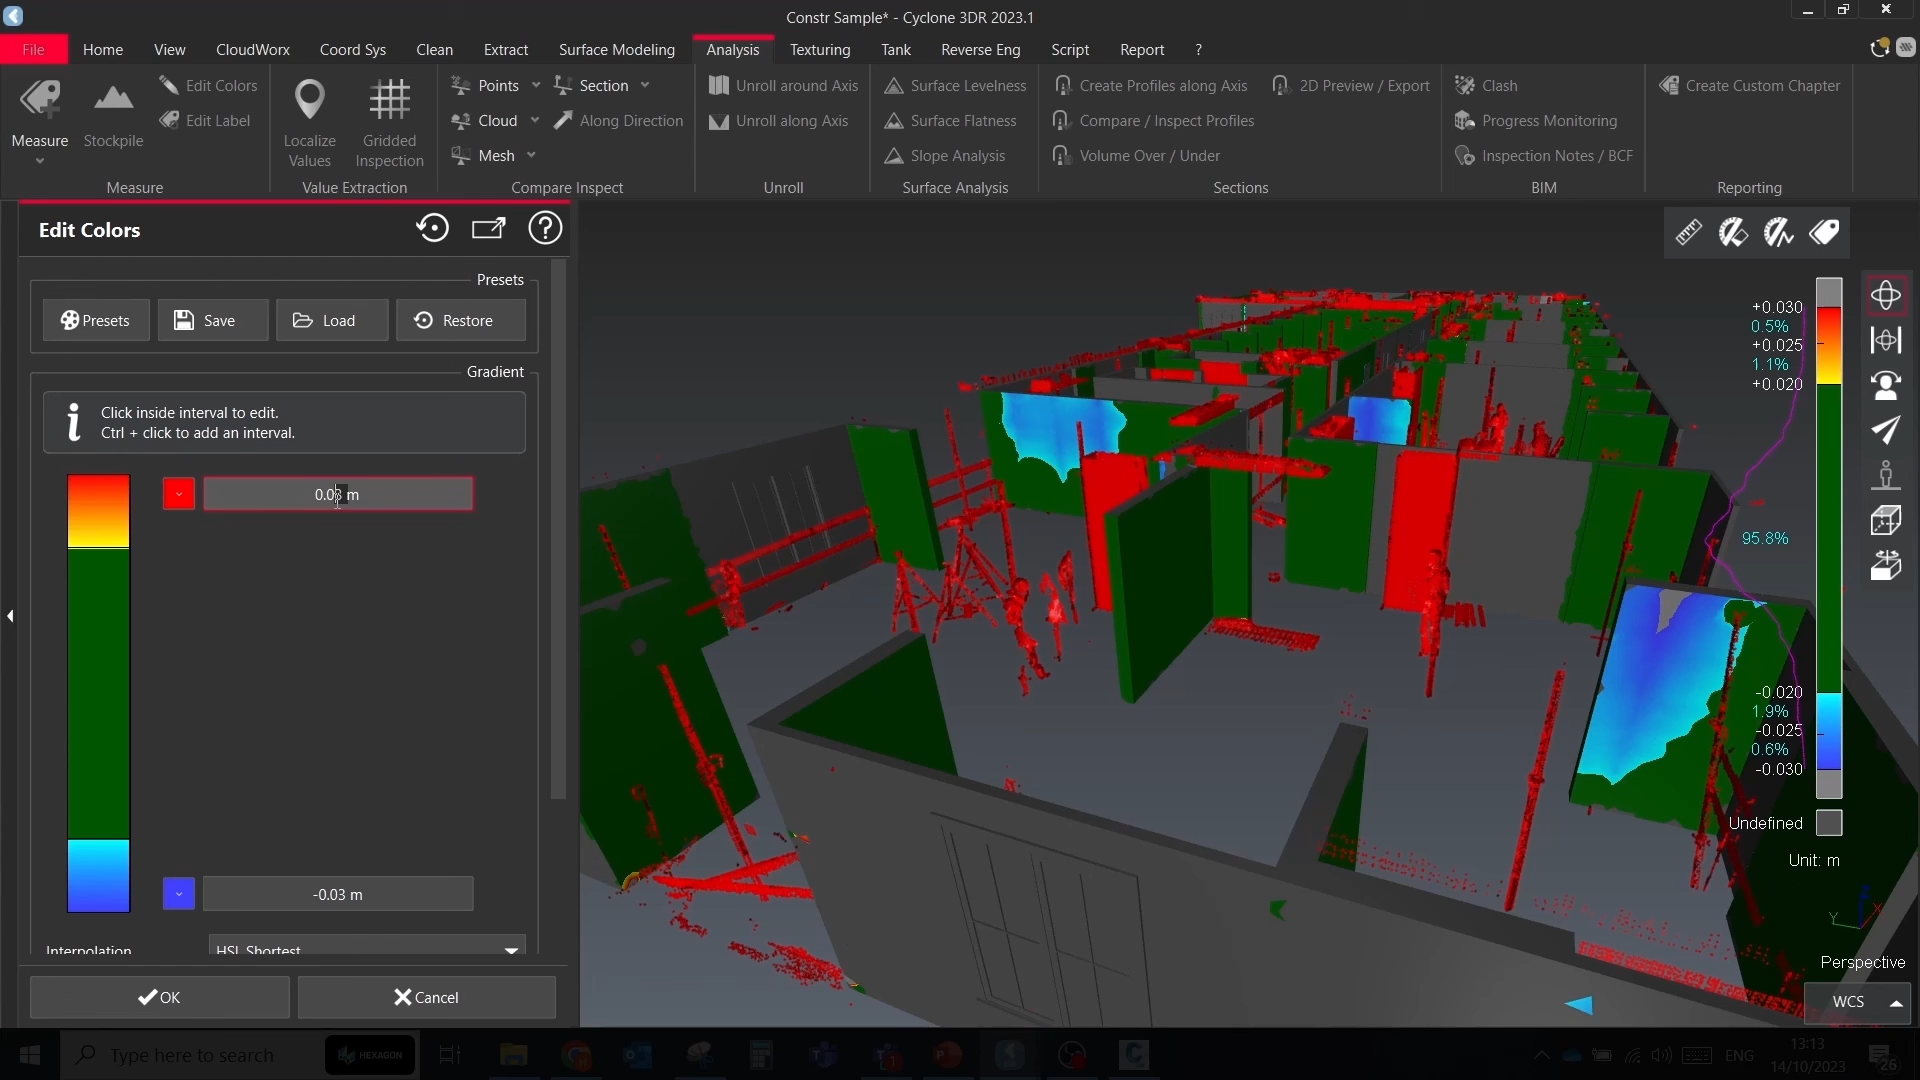 Constr Sample* - Cyclone 3DR 2023.1
File Home View CloudWorx Coord Sys Clean Extract Surface Modeling Analysis Texturing Tank Reverse Eng Script Report ?
Measure
Stockpile
Edit Colors
Edit Label
Measure
Localize Values
Gridded Inspection
Value Extraction
Points
Cloud
Mesh
Section
Along Direction
Compare Inspect
Unroll around Axis
Unroll along Axis
Unroll
Surface Levelness
Surface Flatness
Slope Analysis
Surface Analysis
Create Profiles along Axis
Compare / Inspect Profiles
Volume Over / Under
2D Preview / Export
Sections
Clash
Progress Monitoring
Inspection Notes / BCF
BIM
Create Custom Chapter
Reporting
Edit Colors
Presets
Presets Save Load Restore
Gradient
Click inside interval to edit.
Ctrl + click to add an interval.
0.03 m
-0.03 m
Interpolation HSL Shortest
OK Cancel
+0.030
0.5%
+0.025
1.1%
+0.020
95.8%
-0.020
1.9%
-0.025
0.6%
-0.030
Undefined
Unit: m
Y X
Perspective
WCS
Type here to search
HEXAGON
ENG
13:13
14/10/2023
26